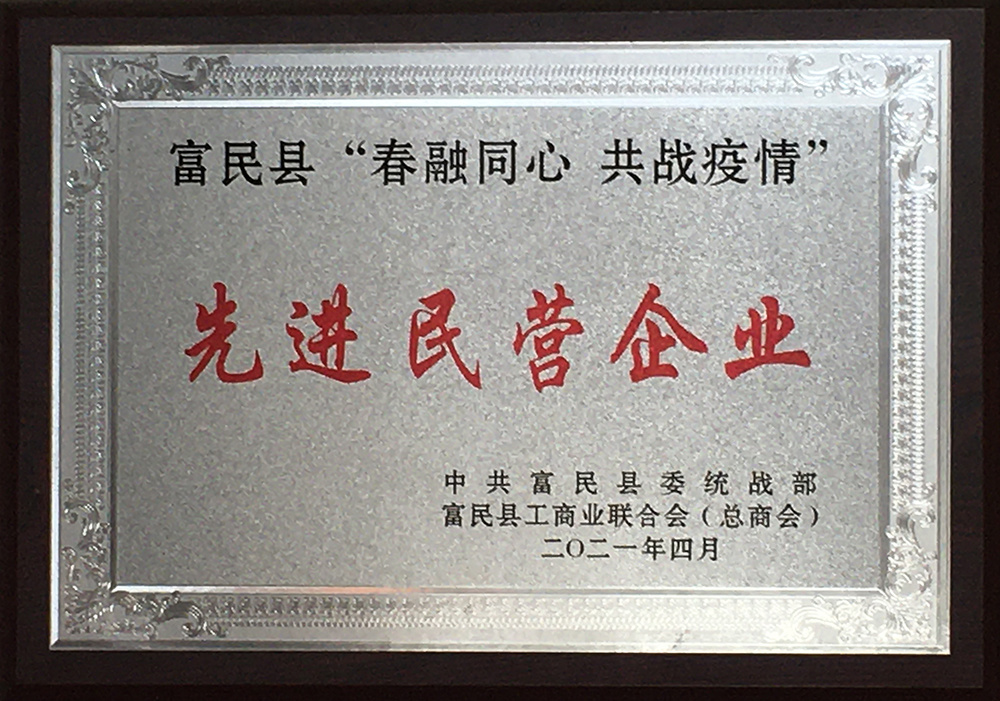 富民县“春融同心 共战疫情”
先进民营企业
中共富民县委统战部
富民县工商业联合会（总商会）
二〇二一年四月